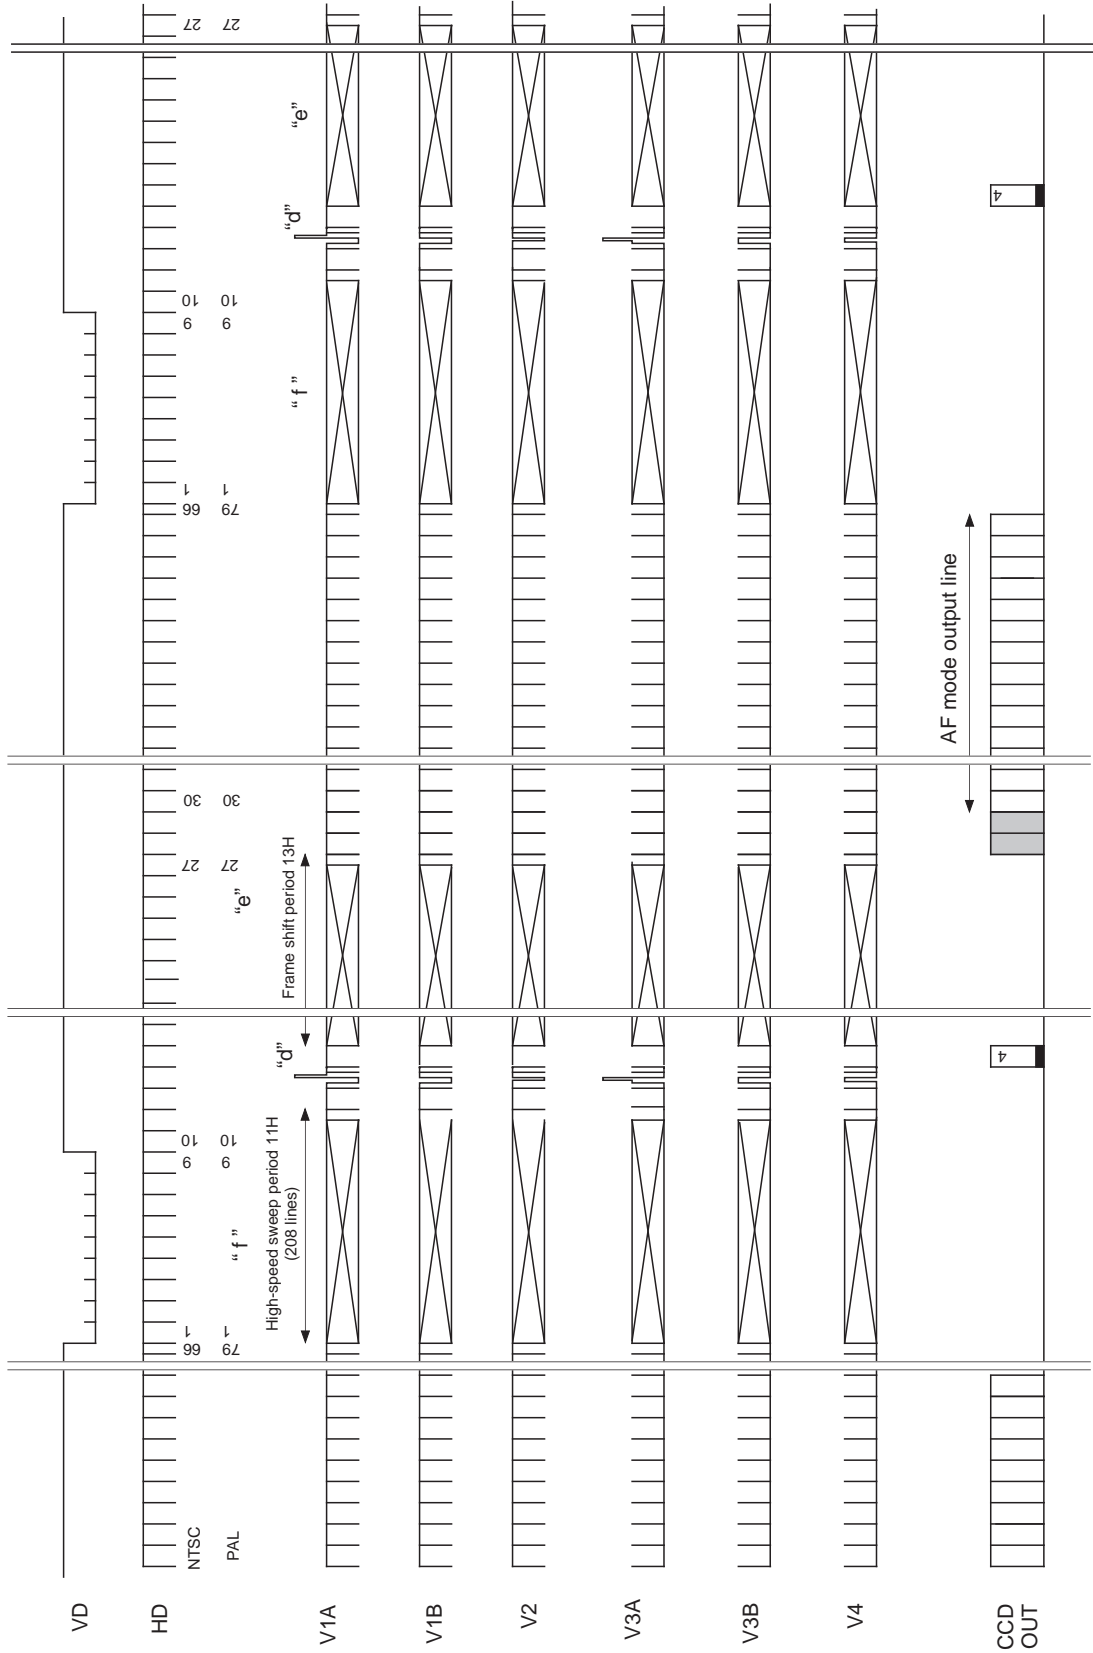 VD
HD
NTSC 66 1 9 10 27 30 66 1 9 10 27
PAL 79 1 9 10 27 30 79 1 9 10 27
“ f ” “d” “e” “ f ” “d” “e”
High-speed sweep period 11H
(208 lines)
Frame shift period 13H
V1A
V1B
V2
V3A
V3B
V4
AF mode output line
CCD
OUT
4 4